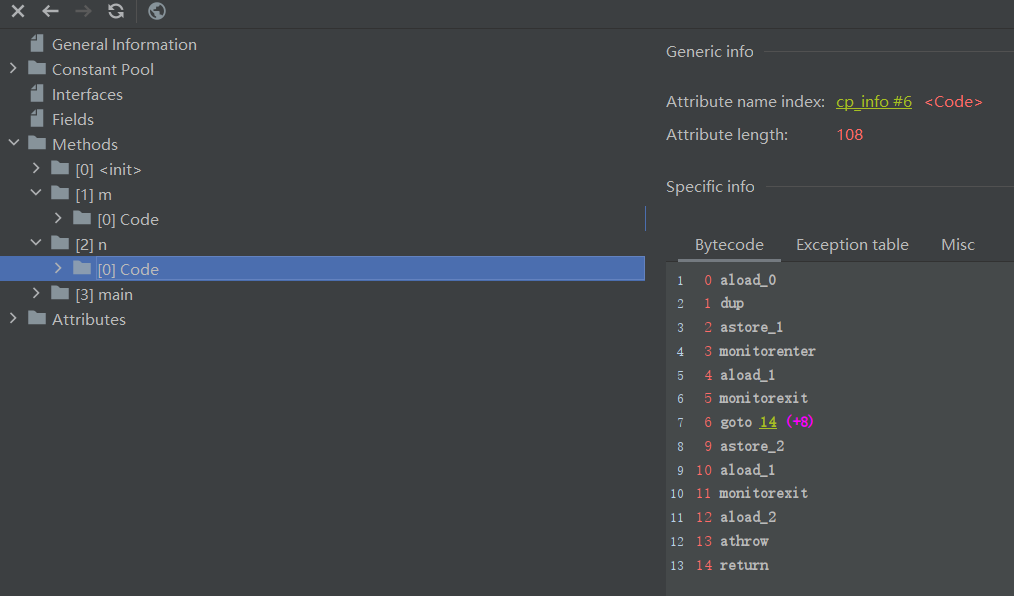 General Information
Constant Pool
Interfaces
Fields
Methods
[0] <init>
[1] m
[0] Code
[2] n
[0] Code
[3] main
Attributes
Generic info
Attribute name index: cp_info #6 <Code>
Attribute length: 108
Specific info
Bytecode Exception table Misc
1 0 aload_0
2 1 dup
3 2 astore_1
4 3 monitorenter
5 4 aload_1
6 5 monitorexit
7 6 goto 14 (+8)
8 9 astore_2
9 10 aload_1
10 11 monitorexit
11 12 aload_2
12 13 athrow
13 14 return